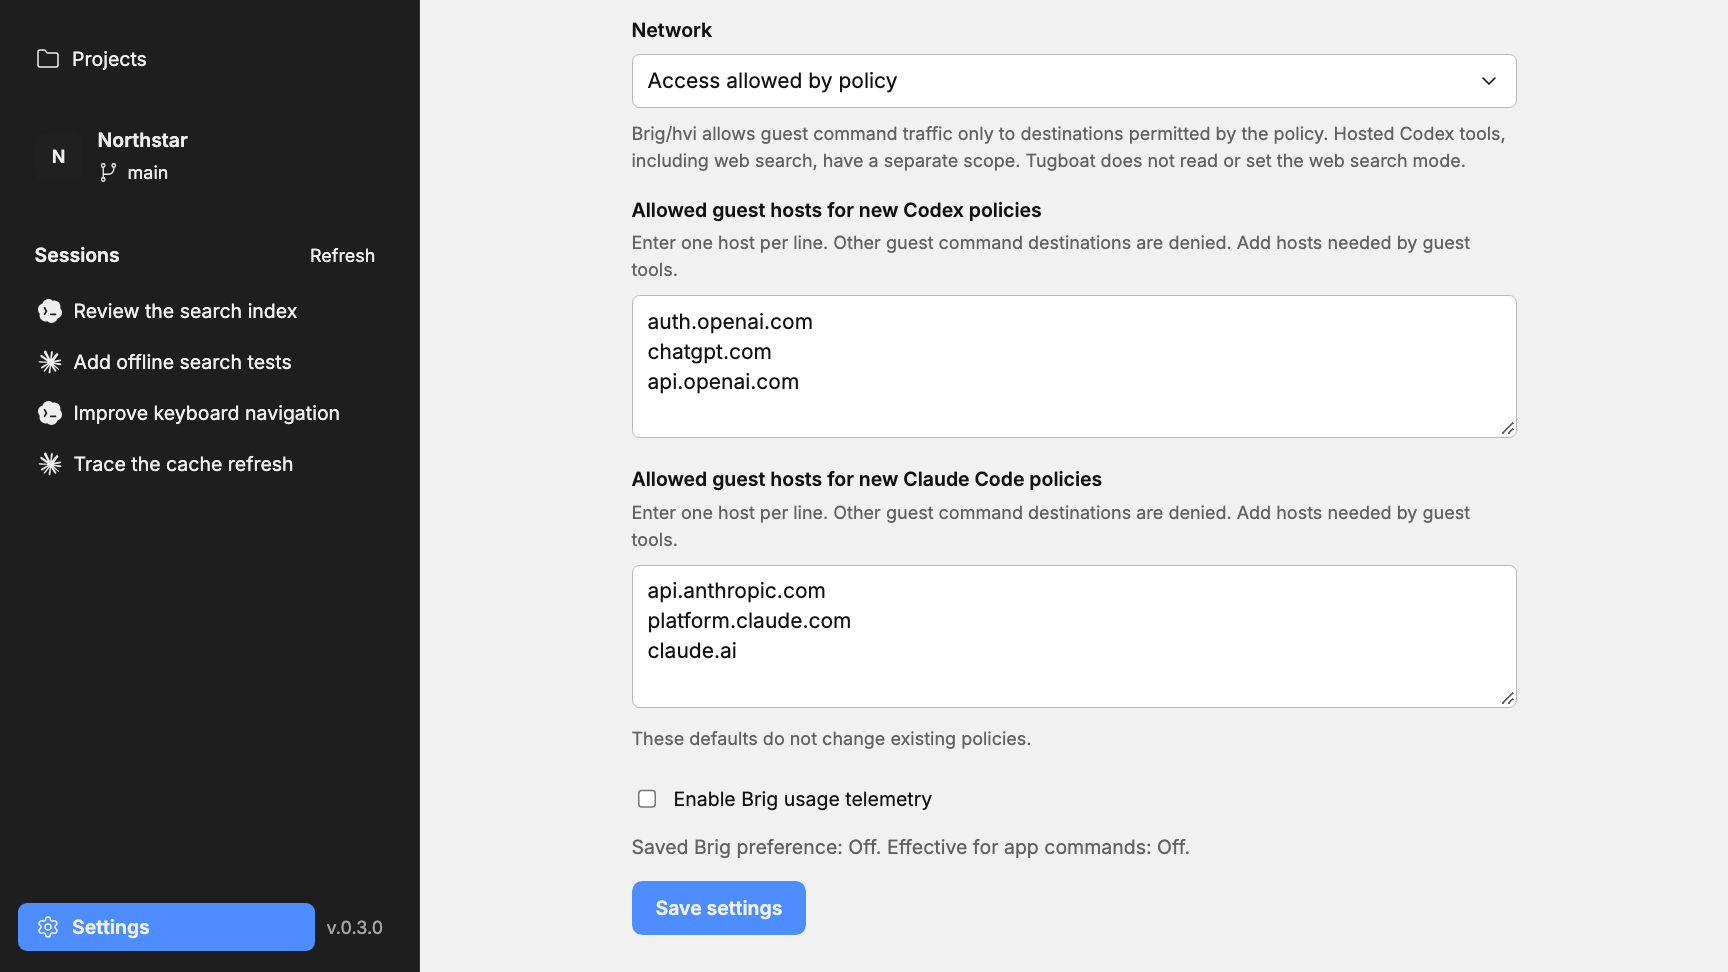 Projects
N
Northstar
main
Sessions
Refresh
Review the search index
Add offline search tests
Improve keyboard navigation
Trace the cache refresh
Settings
v.0.3.0
Network
Access allowed by policy
Brig/hvi allows guest command traffic only to destinations permitted by the policy. Hosted Codex tools,
including web search, have a separate scope. Tugboat does not read or set the web search mode.
Allowed guest hosts for new Codex policies
Enter one host per line. Other guest command destinations are denied. Add hosts needed by guest
tools.
auth.openai.com
chatgpt.com
api.openai.com
Allowed guest hosts for new Claude Code policies
Enter one host per line. Other guest command destinations are denied. Add hosts needed by guest
tools.
api.anthropic.com
platform.claude.com
claude.ai
These defaults do not change existing policies.
Enable Brig usage telemetry
Saved Brig preference: Off. Effective for app commands: Off.
Save settings